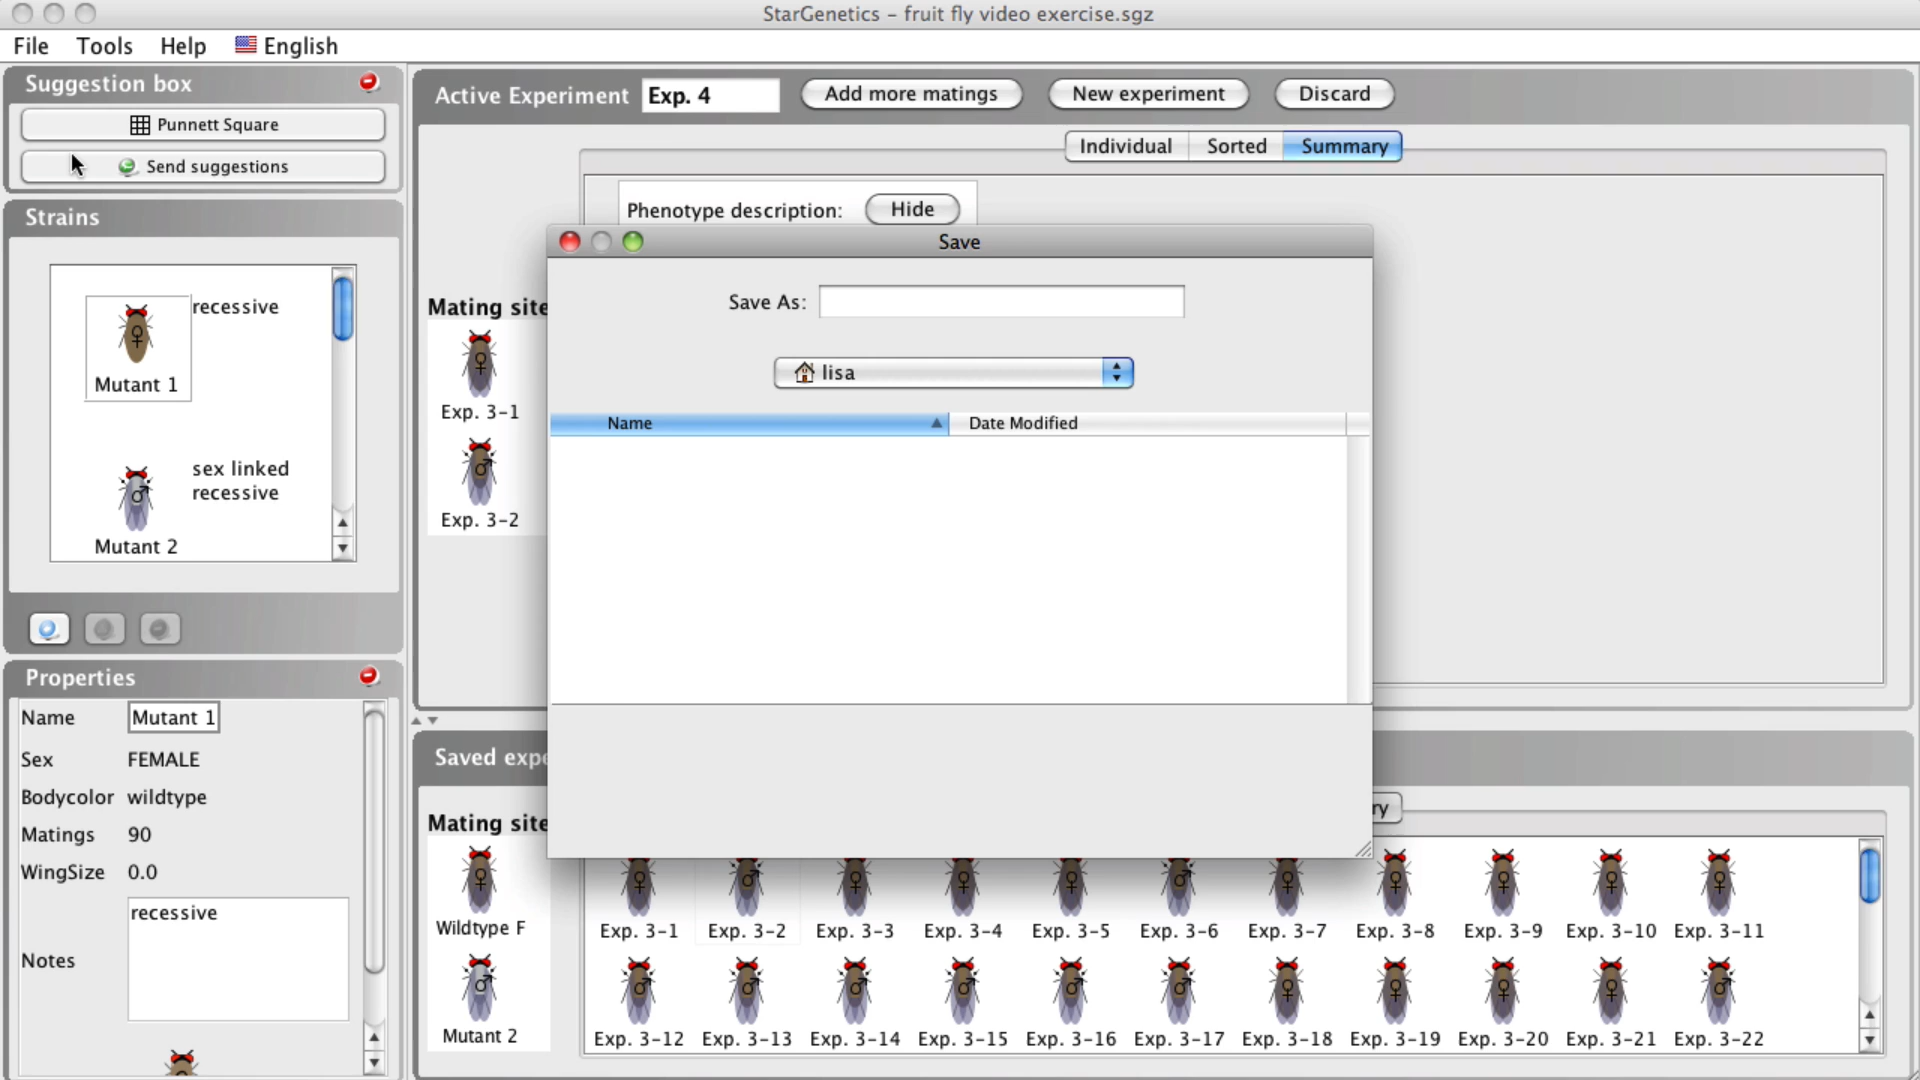 StarGenetics – fruit fly video exercise.sgz
File Tools Help English
Suggestion box
Punnett Square
Send suggestions
Strains
recessive
Mutant 1
sex linked
recessive
Mutant 2
Properties
Name Mutant 1
Sex FEMALE
Bodycolor wildtype
Matings 90
WingSize 0.0
Notes recessive
Active Experiment Exp. 4 Add more matings New experiment Discard
Individual Sorted Summary
Phenotype description: Hide
Mating site
Exp. 3-1
Exp. 3-2
Save
Save As:
lisa
Name Date Modified
Saved expe
ry
Mating site
Wildtype F
Mutant 2
Exp. 3-1 Exp. 3-2 Exp. 3-3 Exp. 3-4 Exp. 3-5 Exp. 3-6 Exp. 3-7 Exp. 3-8 Exp. 3-9 Exp. 3-10 Exp. 3-11
Exp. 3-12 Exp. 3-13 Exp. 3-14 Exp. 3-15 Exp. 3-16 Exp. 3-17 Exp. 3-18 Exp. 3-19 Exp. 3-20 Exp. 3-21 Exp. 3-22